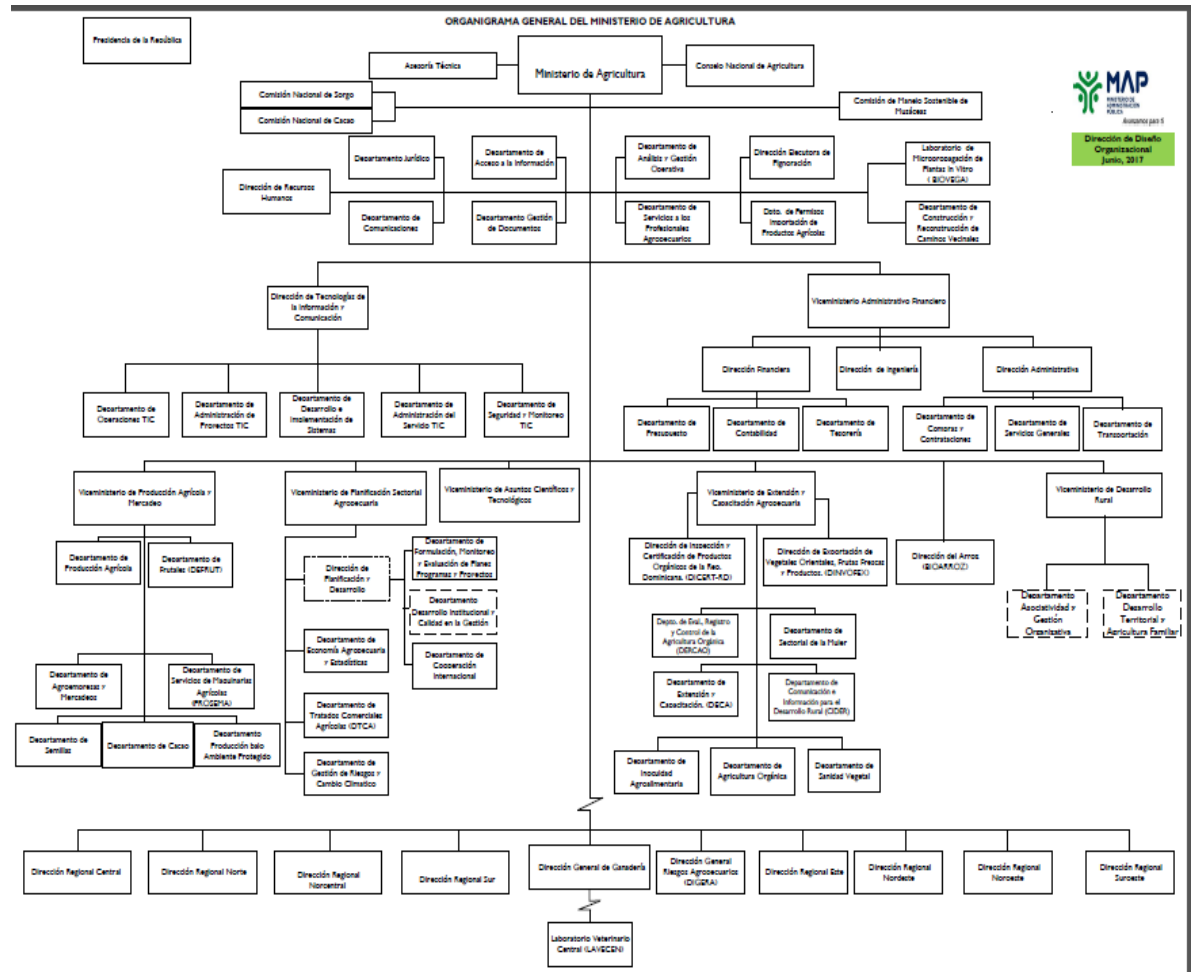 ORGANIGRAMA GENERAL DEL MINISTERIO DE AGRICULTURA
Presidencia de la República
Asesoría Técnica
Ministerio de Agricultura
Consejo Nacional de Agricultura
Comisión Nacional de Sorgo
Comisión Nacional de Cacao
Comisión de Manejo Sostenible de
Musáceas
MAP
MINISTERIO DE
ADMINISTRACIÓN
PÚBLICA
Avanzamos para ti
Dirección de Diseño
Organizacional
Junio, 2017
Departamento Jurídico
Departamento de
Acceso a la Información
Departamento de
Análisis y Gestión
Operativa
Dirección Ejecutora de
Pignoración
Laboratorio de
Micropropagación de
Plantas In Vitro
( BIOVEGA)
Dirección de Recursos
Humanos
Departamento de
Comunicaciones
Departamento Gestión
de Documentos
Departamento de
Servicios a los
Profesionales
Agropecuarios
Dpto. de Permisos
Importación de
Productos Agrícolas
Departamento de
Construcción y
Reconstrucción de
Caminos Vecinales
Dirección de Tecnologías de
la Información y
Comunicación
Viceministerio Administrativo Financiero
Dirección Financiera
Dirección de Ingeniería
Dirección Administrativa
Departamento de
Operaciones TIC
Departamento de
Administración de
Proyectos TIC
Departamento de
Desarrollo e
Implementación de
Sistemas
Departamento de
Administración del
Servicio TIC
Departamento de
Seguridad y Monitoreo
TIC
Departamento de
Presupuesto
Departamento de
Contabilidad
Departamento de
Tesorería
Departamento de
Compras y
Contrataciones
Departamento de
Servicios Generales
Departamento de
Transportación
Viceministerio de Producción Agrícola y
Mercadeo
Viceministerio de Planificación Sectorial
Agropecuaria
Viceministerio de Asuntos Científicos y
Tecnológicos
Viceministerio de Extensión y
Capacitación Agropecuaria
Viceministerio de Desarrollo
Rural
Departamento de
Producción Agrícola
Departamento de
Frutales (DEFRUT)
Dirección de
Planificación y
Desarrollo
Departamento de
Formulación, Monitoreo
y Evaluación de Planes
Programas y Proyectos
Departamento
Desarrollo Institucional y
Calidad en la Gestión
Departamento de
Cooperación
Internacional
Departamento de
Economía Agropecuaria
y Estadísticas
Departamento de
Tratados Comerciales
Agrícolas (DTCA)
Departamento de
Gestión de Riesgos y
Cambio Climatico
Dirección de Inspección y
Certificación de Productos
Orgánicos de la Rep.
Dominicana. (DICERT-RD)
Dirección de Exportación de
Vegetales Orientales, Frutas Frescas
y Productos. (DINVOFEX)
Dirección del Arroz
(BIOARROZ)
Departamento
Asociatividad y
Gestión
Organizativa
Departamento
Desarrollo
Territorial y
Agricultura Familiar
Depto. de Eval., Registro
y Control de la
Agricultura Orgánica
(DERCAO)
Departamento de
Sectorial de la Mujer
Departamento de
Extensión y
Capacitación. (DECA)
Departamento de
Comunicación e
Información para el
Desarrollo Rural (CIDER)
Departamento de
Inocuidad
Agroalimentaria
Departamento de
Agricultura Orgánica
Departamento de
Sanidad Vegetal
Departamento de
Agroempresas y
Mercadeos
Departamento de
Servicios de Maquinarias
Agrícolas
(PROSEMA)
Departamento de
Semillas
Departamento de Cacao
Departamento
Producción bajo
Ambiente Protegido
Dirección Regional Central
Dirección Regional Norte
Dirección Regional
Norcentral
Dirección Regional Sur
Dirección General de Ganadería
Dirección General
Riesgos Agropecuarios
(DIGERA)
Dirección Regional Este
Dirección Regional
Nordeste
Dirección Regional
Noroeste
Dirección Regional
Suroeste
Laboratorio Veterinario
Central (LAVECEN)